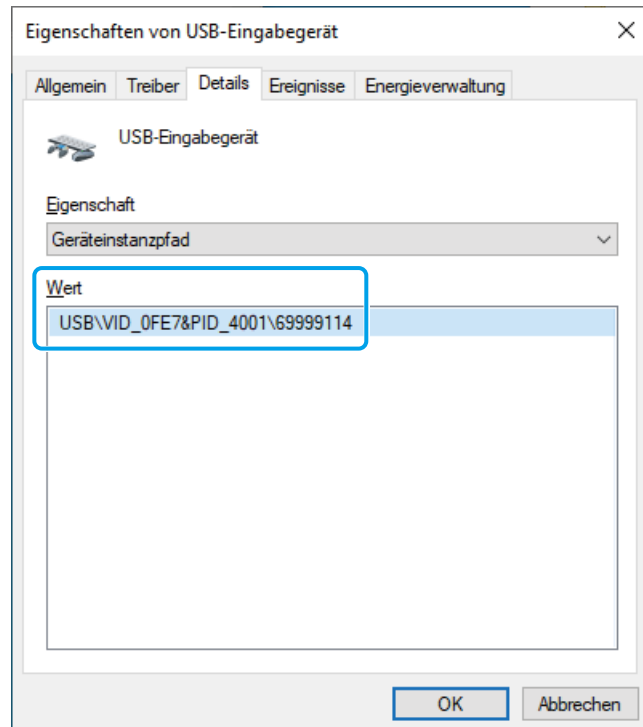 Eigenschaften von USB-Eingabegerät
Allgemein Treiber Details Ereignisse Energieverwaltung
USB-Eingabegerät
Eigenschaft
Geräteinstanzpfad
Wert
USB\VID_0FE7&PID_4001\69999114
OK Abbrechen